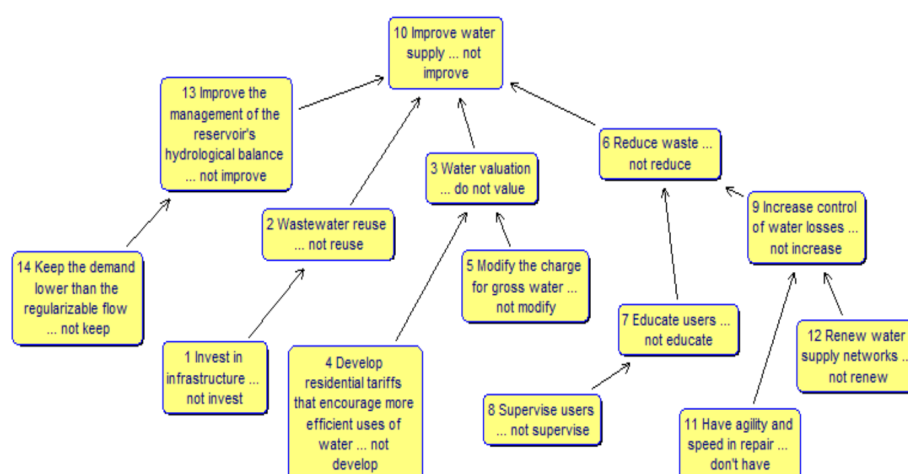 10 Improve water
supply ... not
improve
13 Improve the
management of the
reservoir's
hydrological balance
... not improve
6 Reduce waste ...
not reduce
3 Water valuation
... do not value
9 Increase control
of water losses ...
not increase
2 Wastewater reuse
... not reuse
14 Keep the demand
lower than the
regularizable flow
... not keep
5 Modify the charge
for gross water ...
not modify
7 Educate users ...
not educate
12 Renew water
supply networks ...
not renew
1 Invest in
infrastructure ...
not invest
4 Develop
residential tariffs
that encourage more
efficient uses of
water ... not
develop
8 Supervise users
... not supervise
11 Have agility and
speed in repair ...
don't have